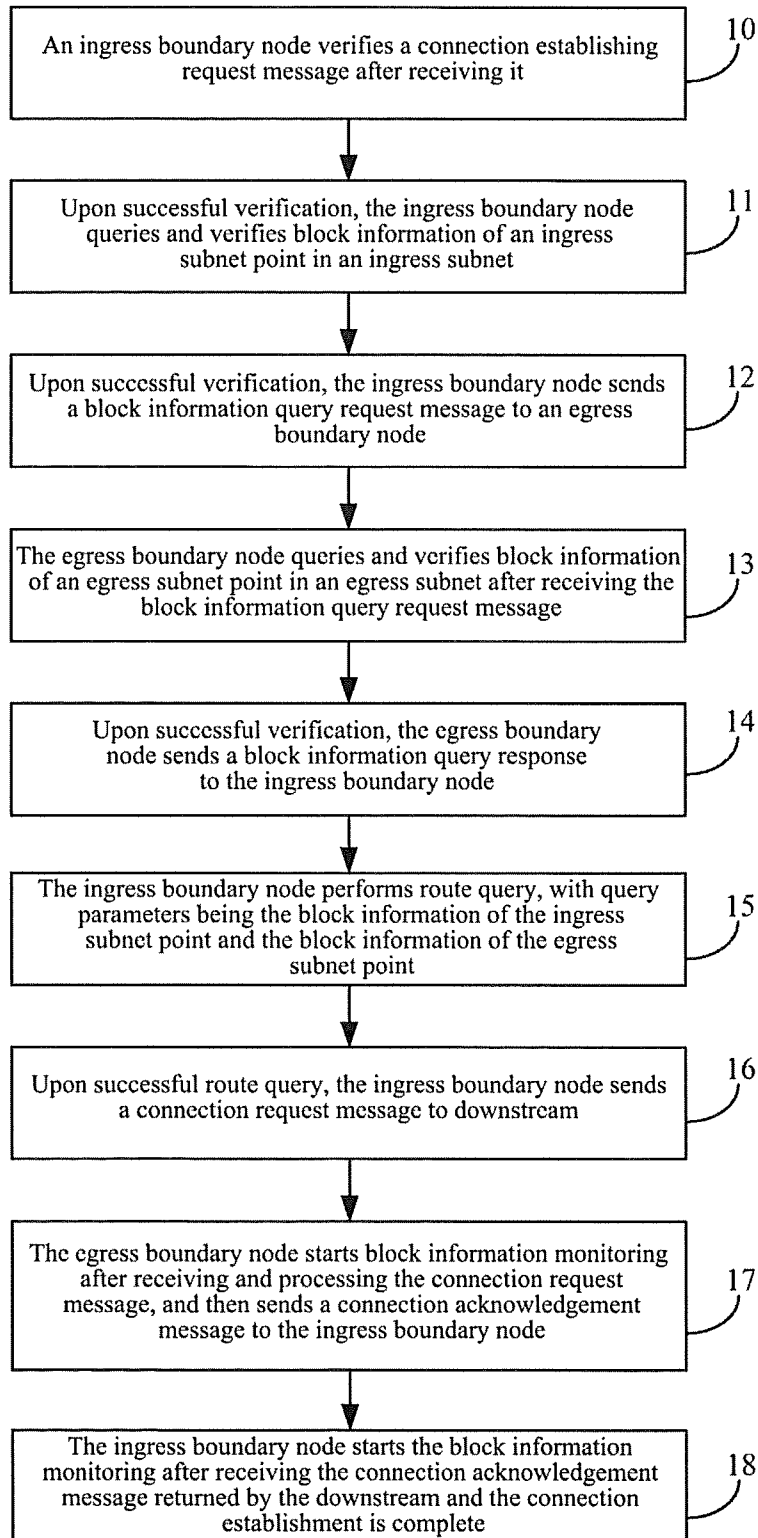 An ingress boundary node verifies a connection establishing
request message after receiving it
10
Upon successful verification, the ingress boundary node
queries and verifies block information of an ingress
subnet point in an ingress subnet
11
Upon successful verification, the ingress boundary node sends
a block information query request message to an egress
boundary node
12
The egress boundary node queries and verifies block information
of an egress subnet point in an egress subnet after receiving the
block information query request message
13
Upon successful verification, the egress boundary
node sends a block information query response
to the ingress boundary node
14
The ingress boundary node performs route query, with query
parameters being the block information of the ingress
subnet point and the block information of the egress
subnet point
15
Upon successful route query, the ingress boundary node sends
a connection request message to downstream
16
The egress boundary node starts block information monitoring
after receiving and processing the connection request
message, and then sends a connection acknowledgement
message to the ingress boundary node
17
The ingress boundary node starts the block information
monitoring after receiving the connection acknowledgement
message returned by the downstream and the connection
establishment is complete
18